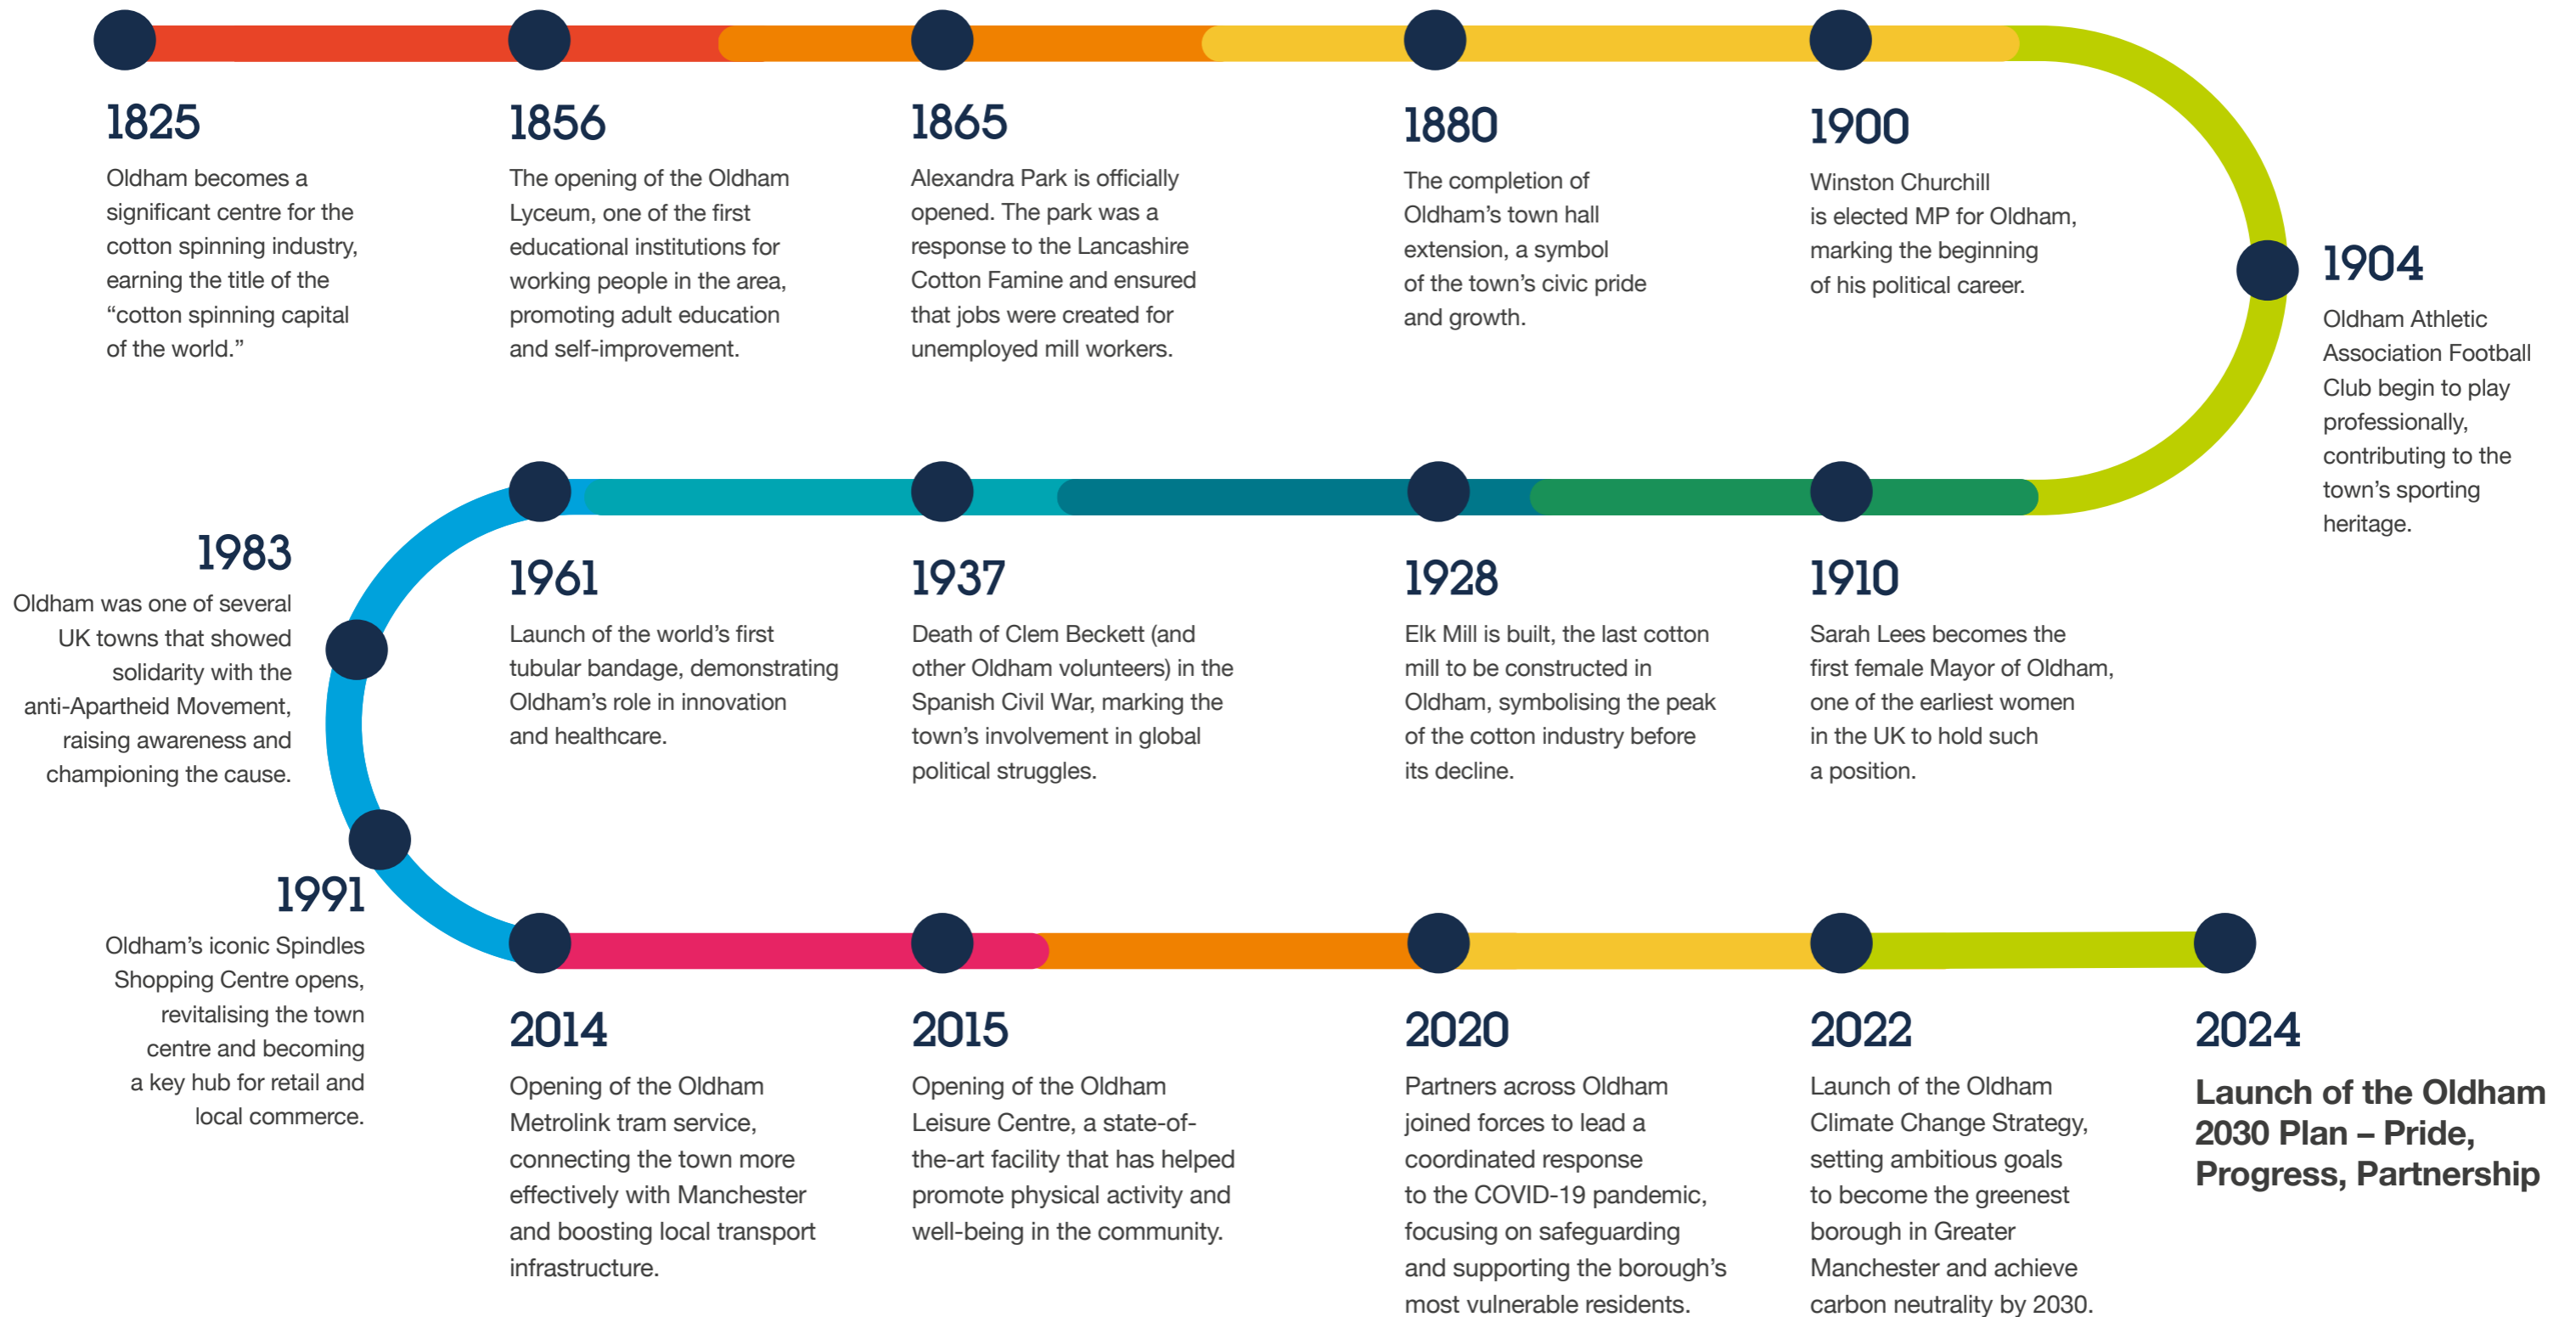 1825
Oldham becomes a
significant centre for the
cotton spinning industry,
earning the title of the
“cotton spinning capital
of the world.”
1856
The opening of the Oldham
Lyceum, one of the first
educational institutions for
working people in the area,
promoting adult education
and self-improvement.
1865
Alexandra Park is officially
opened. The park was a
response to the Lancashire
Cotton Famine and ensured
that jobs were created for
unemployed mill workers.
1880
The completion of
Oldham’s town hall
extension, a symbol
of the town’s civic pride
and growth.
1900
Winston Churchill
is elected MP for Oldham,
marking the beginning
of his political career.
1904
Oldham Athletic
Association Football
Club begin to play
professionally,
contributing to the
town’s sporting
heritage.
1910
Sarah Lees becomes the
first female Mayor of Oldham,
one of the earliest women
in the UK to hold such
a position.
1928
Elk Mill is built, the last cotton
mill to be constructed in
Oldham, symbolising the peak
of the cotton industry before
its decline.
1937
Death of Clem Beckett (and
other Oldham volunteers) in the
Spanish Civil War, marking the
town’s involvement in global
political struggles.
1961
Launch of the world’s first
tubular bandage, demonstrating
Oldham’s role in innovation
and healthcare.
1983
Oldham was one of several
UK towns that showed
solidarity with the
anti-Apartheid Movement,
raising awareness and
championing the cause.
1991
Oldham’s iconic Spindles
Shopping Centre opens,
revitalising the town
centre and becoming
a key hub for retail and
local commerce.
2014
Opening of the Oldham
Metrolink tram service,
connecting the town more
effectively with Manchester
and boosting local transport
infrastructure.
2015
Opening of the Oldham
Leisure Centre, a state-of-
the-art facility that has helped
promote physical activity and
well-being in the community.
2020
Partners across Oldham
joined forces to lead a
coordinated response
to the COVID-19 pandemic,
focusing on safeguarding
and supporting the borough’s
most vulnerable residents.
2022
Launch of the Oldham
Climate Change Strategy,
setting ambitious goals
to become the greenest
borough in Greater
Manchester and achieve
carbon neutrality by 2030.
2024
Launch of the Oldham
2030 Plan – Pride,
Progress, Partnership